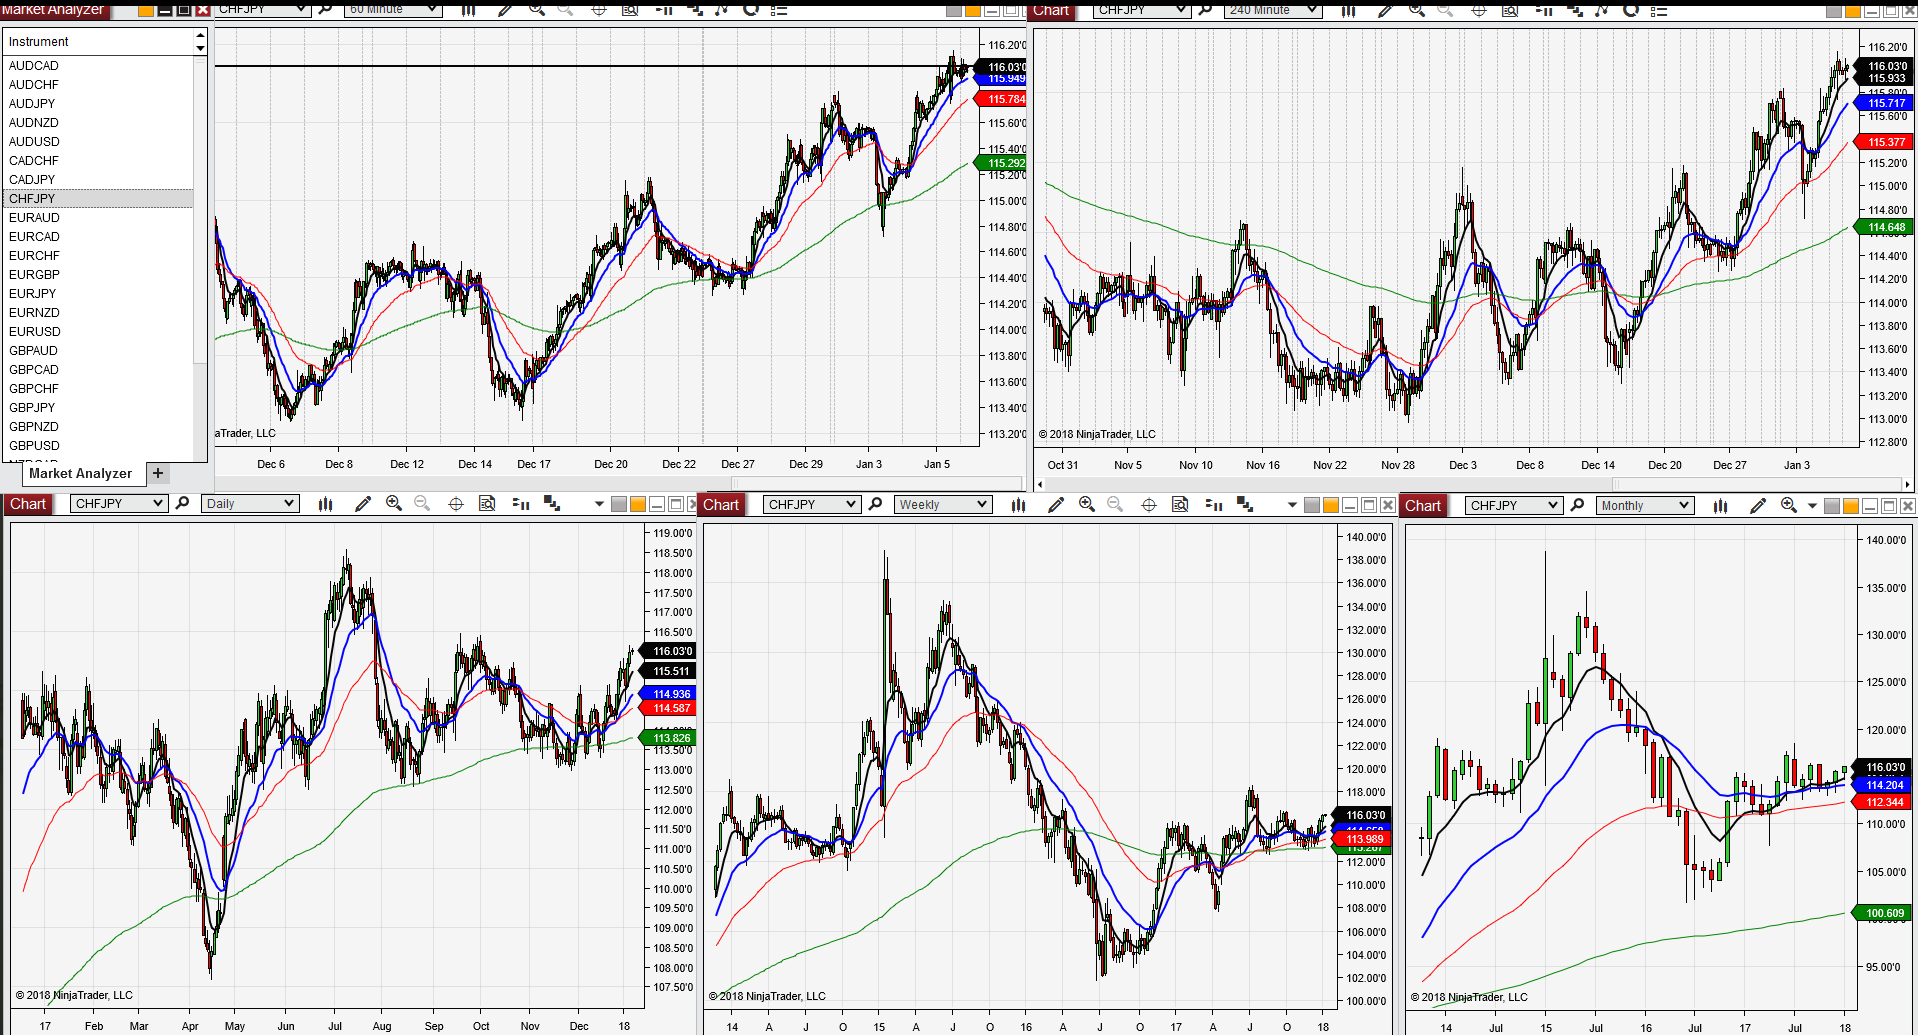 Market Analyzer
Instrument
AUDCAD
AUDCHF
AUDJPY
AUDNZD
AUDUSD
CADCHF
CADJPY
CHFJPY
EURAUD
EURCAD
EURCHF
EURGBP
EURJPY
EURNZD
EURUSD
GBPAUD
GBPCAD
GBPCHF
GBPJPY
GBPNZD
GBPUSD
Market Analyzer +
CHFJPY 60 Minute
116.20'0
116.03'0
115.949
115.784
115.60'0
115.40'0
115.292
115.20'0
115.00'0
114.80'0
114.60'0
114.40'0
114.20'0
114.00'0
113.80'0
113.60'0
113.40'0
113.20'0
aTrader, LLC
Dec 6 Dec 8 Dec 12 Dec 14 Dec 17 Dec 20 Dec 22 Dec 27 Dec 29 Jan 3 Jan 5
Chart CHFJPY 240 Minute
116.20'0
116.03'0
115.933
115.80'0
115.717
115.60'0
115.377
115.20'0
115.00'0
114.80'0
114.648
114.40'0
114.20'0
114.00'0
113.80'0
113.60'0
113.40'0
113.20'0
113.00'0
112.80'0
© 2018 NinjaTrader, LLC
Oct 31 Nov 5 Nov 10 Nov 16 Nov 22 Nov 28 Dec 3 Dec 8 Dec 14 Dec 20 Dec 27 Jan 3
Chart CHFJPY Daily
119.00'0
118.50'0
118.00'0
117.50'0
117.00'0
116.50'0
116.03'0
115.511
114.936
114.587
113.826
113.50'0
113.00'0
112.50'0
112.00'0
111.50'0
111.00'0
110.50'0
110.00'0
109.50'0
109.00'0
108.50'0
108.00'0
107.50'0
© 2018 NinjaTrader, LLC
17 Feb Mar Apr May Jun Jul Aug Sep Oct Nov Dec 18
Chart CHFJPY Weekly
140.00'0
138.00'0
136.00'0
134.00'0
132.00'0
130.00'0
128.00'0
126.00'0
124.00'0
122.00'0
120.00'0
118.00'0
116.03'0
113.989
112.00'0
110.00'0
108.00'0
106.00'0
104.00'0
102.00'0
100.00'0
© 2018 NinjaTrader, LLC
14 A J O 15 A J O 16 A J O 17 A J O 18
Chart CHFJPY Monthly
140.00'0
135.00'0
130.00'0
125.00'0
120.00'0
116.03'0
114.204
112.344
110.00'0
105.00'0
100.609
95.00'0
© 2018 NinjaTrader, LLC
14 Jul 15 Jul 16 Jul 17 Jul 18